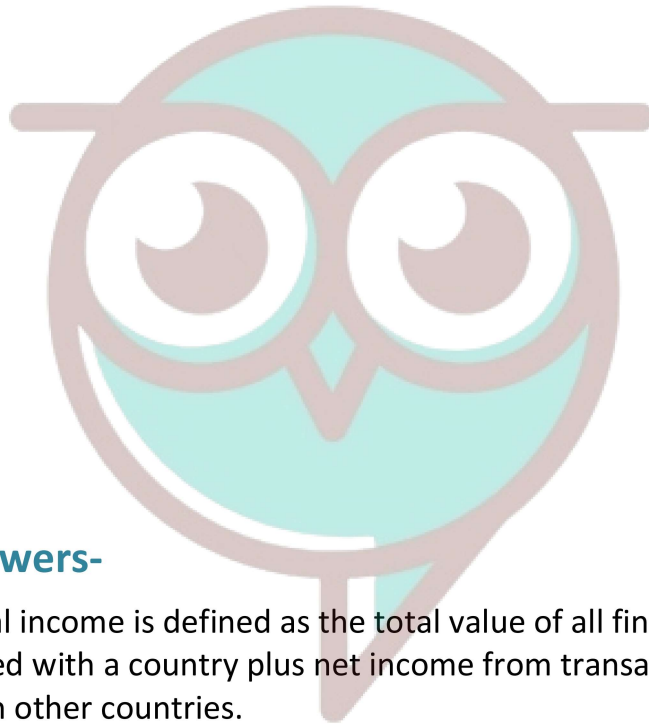 wers-
l income is defined as the total value of all fin
ed with a country plus net income from transa
n other countries.